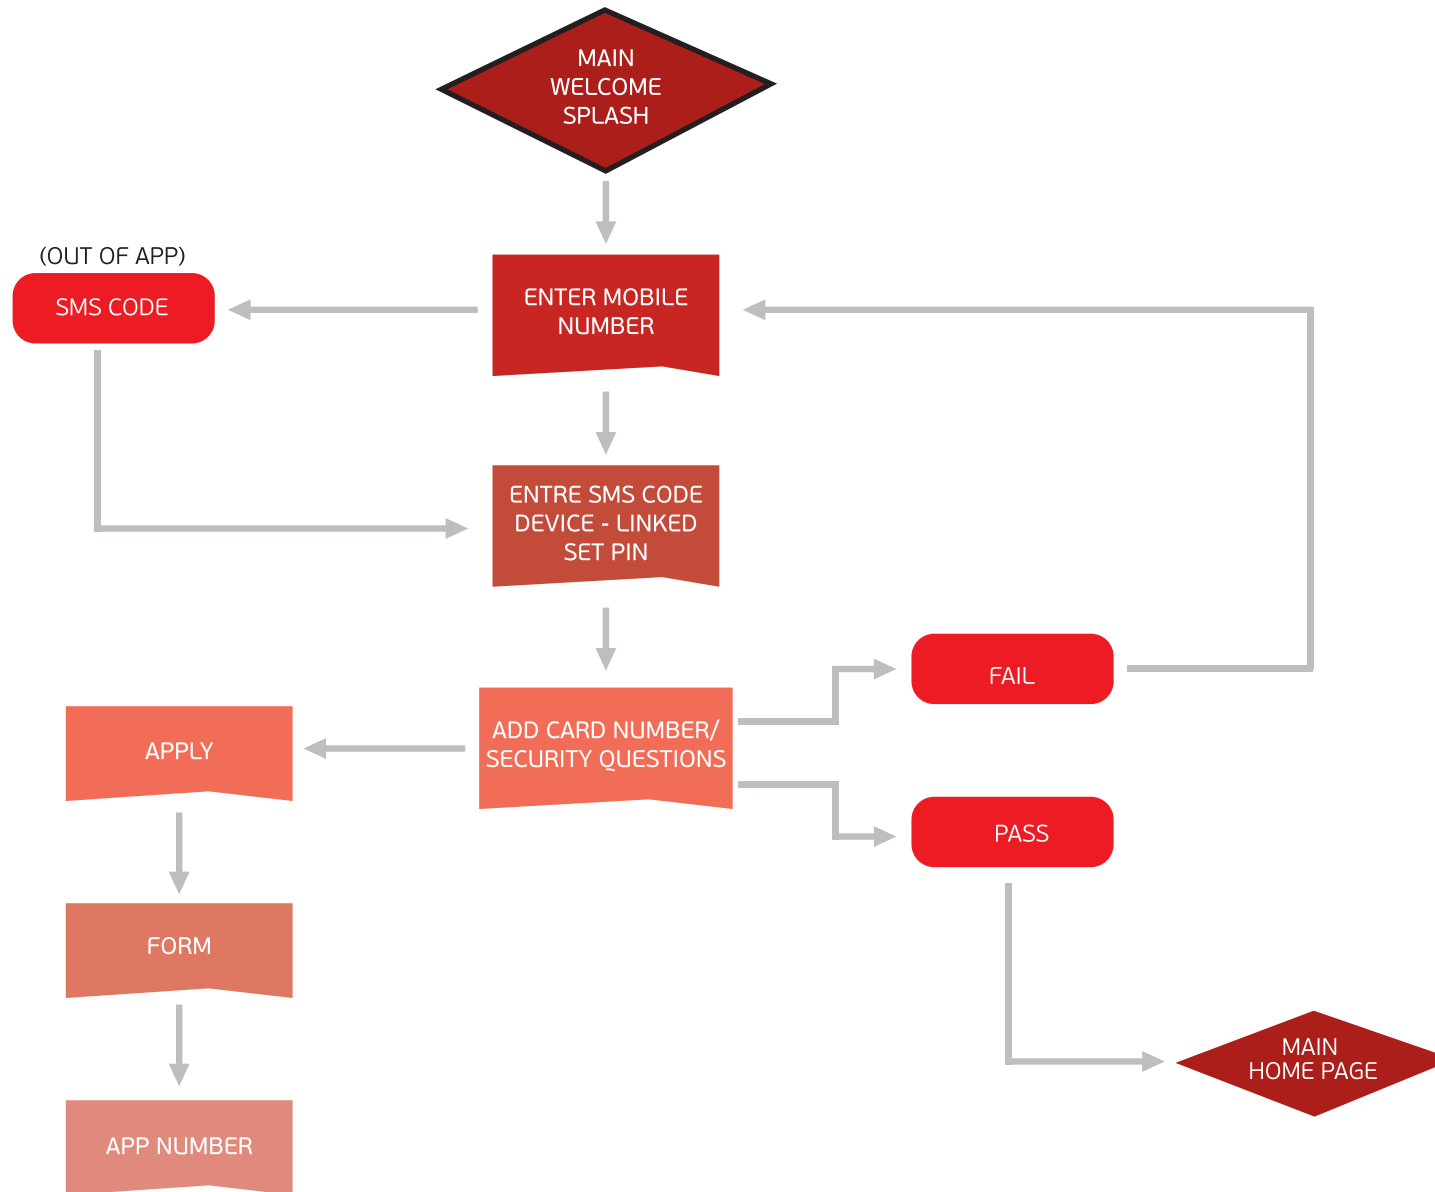 MAIN
WELCOME
SPLASH
(OUT OF APP)
SMS CODE
ENTER MOBILE
NUMBER
ENTRE SMS CODE
DEVICE - LINKED
SET PIN
FAIL
APPLY
ADD CARD NUMBER/
SECURITY QUESTIONS
PASS
FORM
MAIN
HOME PAGE
APP NUMBER